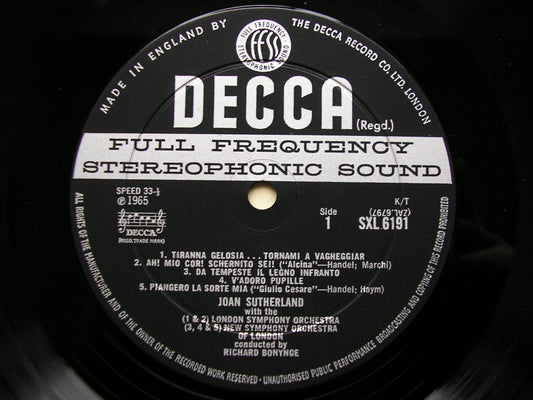 MADE IN ENGLAND BY THE DECCA RECORD CO. LTD. LONDON
FULL FREQUENCY
FFSS
STEREOPHONIC SOUND
DECCA (Regd.)
FULL FREQUENCY
STEREOPHONIC SOUND
SPEED 33-⅓
Ⓟ 1965
DECCA
(REGD. TRADE MARK)
K/T
(ZAL.6797)
Side 1
SXL.6191
1. TIRANNA GELOSIA . . . TORNAMI A VAGHEGGIAR
2. AH! MIO COR! SCHERNITO SEI! ("Alcina"—Handel; Marchi)
3. DA TEMPESTE IL LEGNO INFRANTO
4. V'ADORO PUPILLE
5. PIANGERO LA SORTE MIA ("Giulio Cesare"—Handel; Haym)
JOAN SUTHERLAND
with the
(1 & 2) LONDON SYMPHONY ORCHESTRA
(3, 4 & 5) NEW SYMPHONY ORCHESTRA
OF LONDON
conducted by
RICHARD BONYNGE
ALL RIGHTS OF THE MANUFACTURER AND OF THE OWNER OF THE RECORDED WORK RESERVED · UNAUTHORISED PUBLIC PERFORMANCE BROADCASTING AND COPYING OF THIS RECORD PROHIBITED